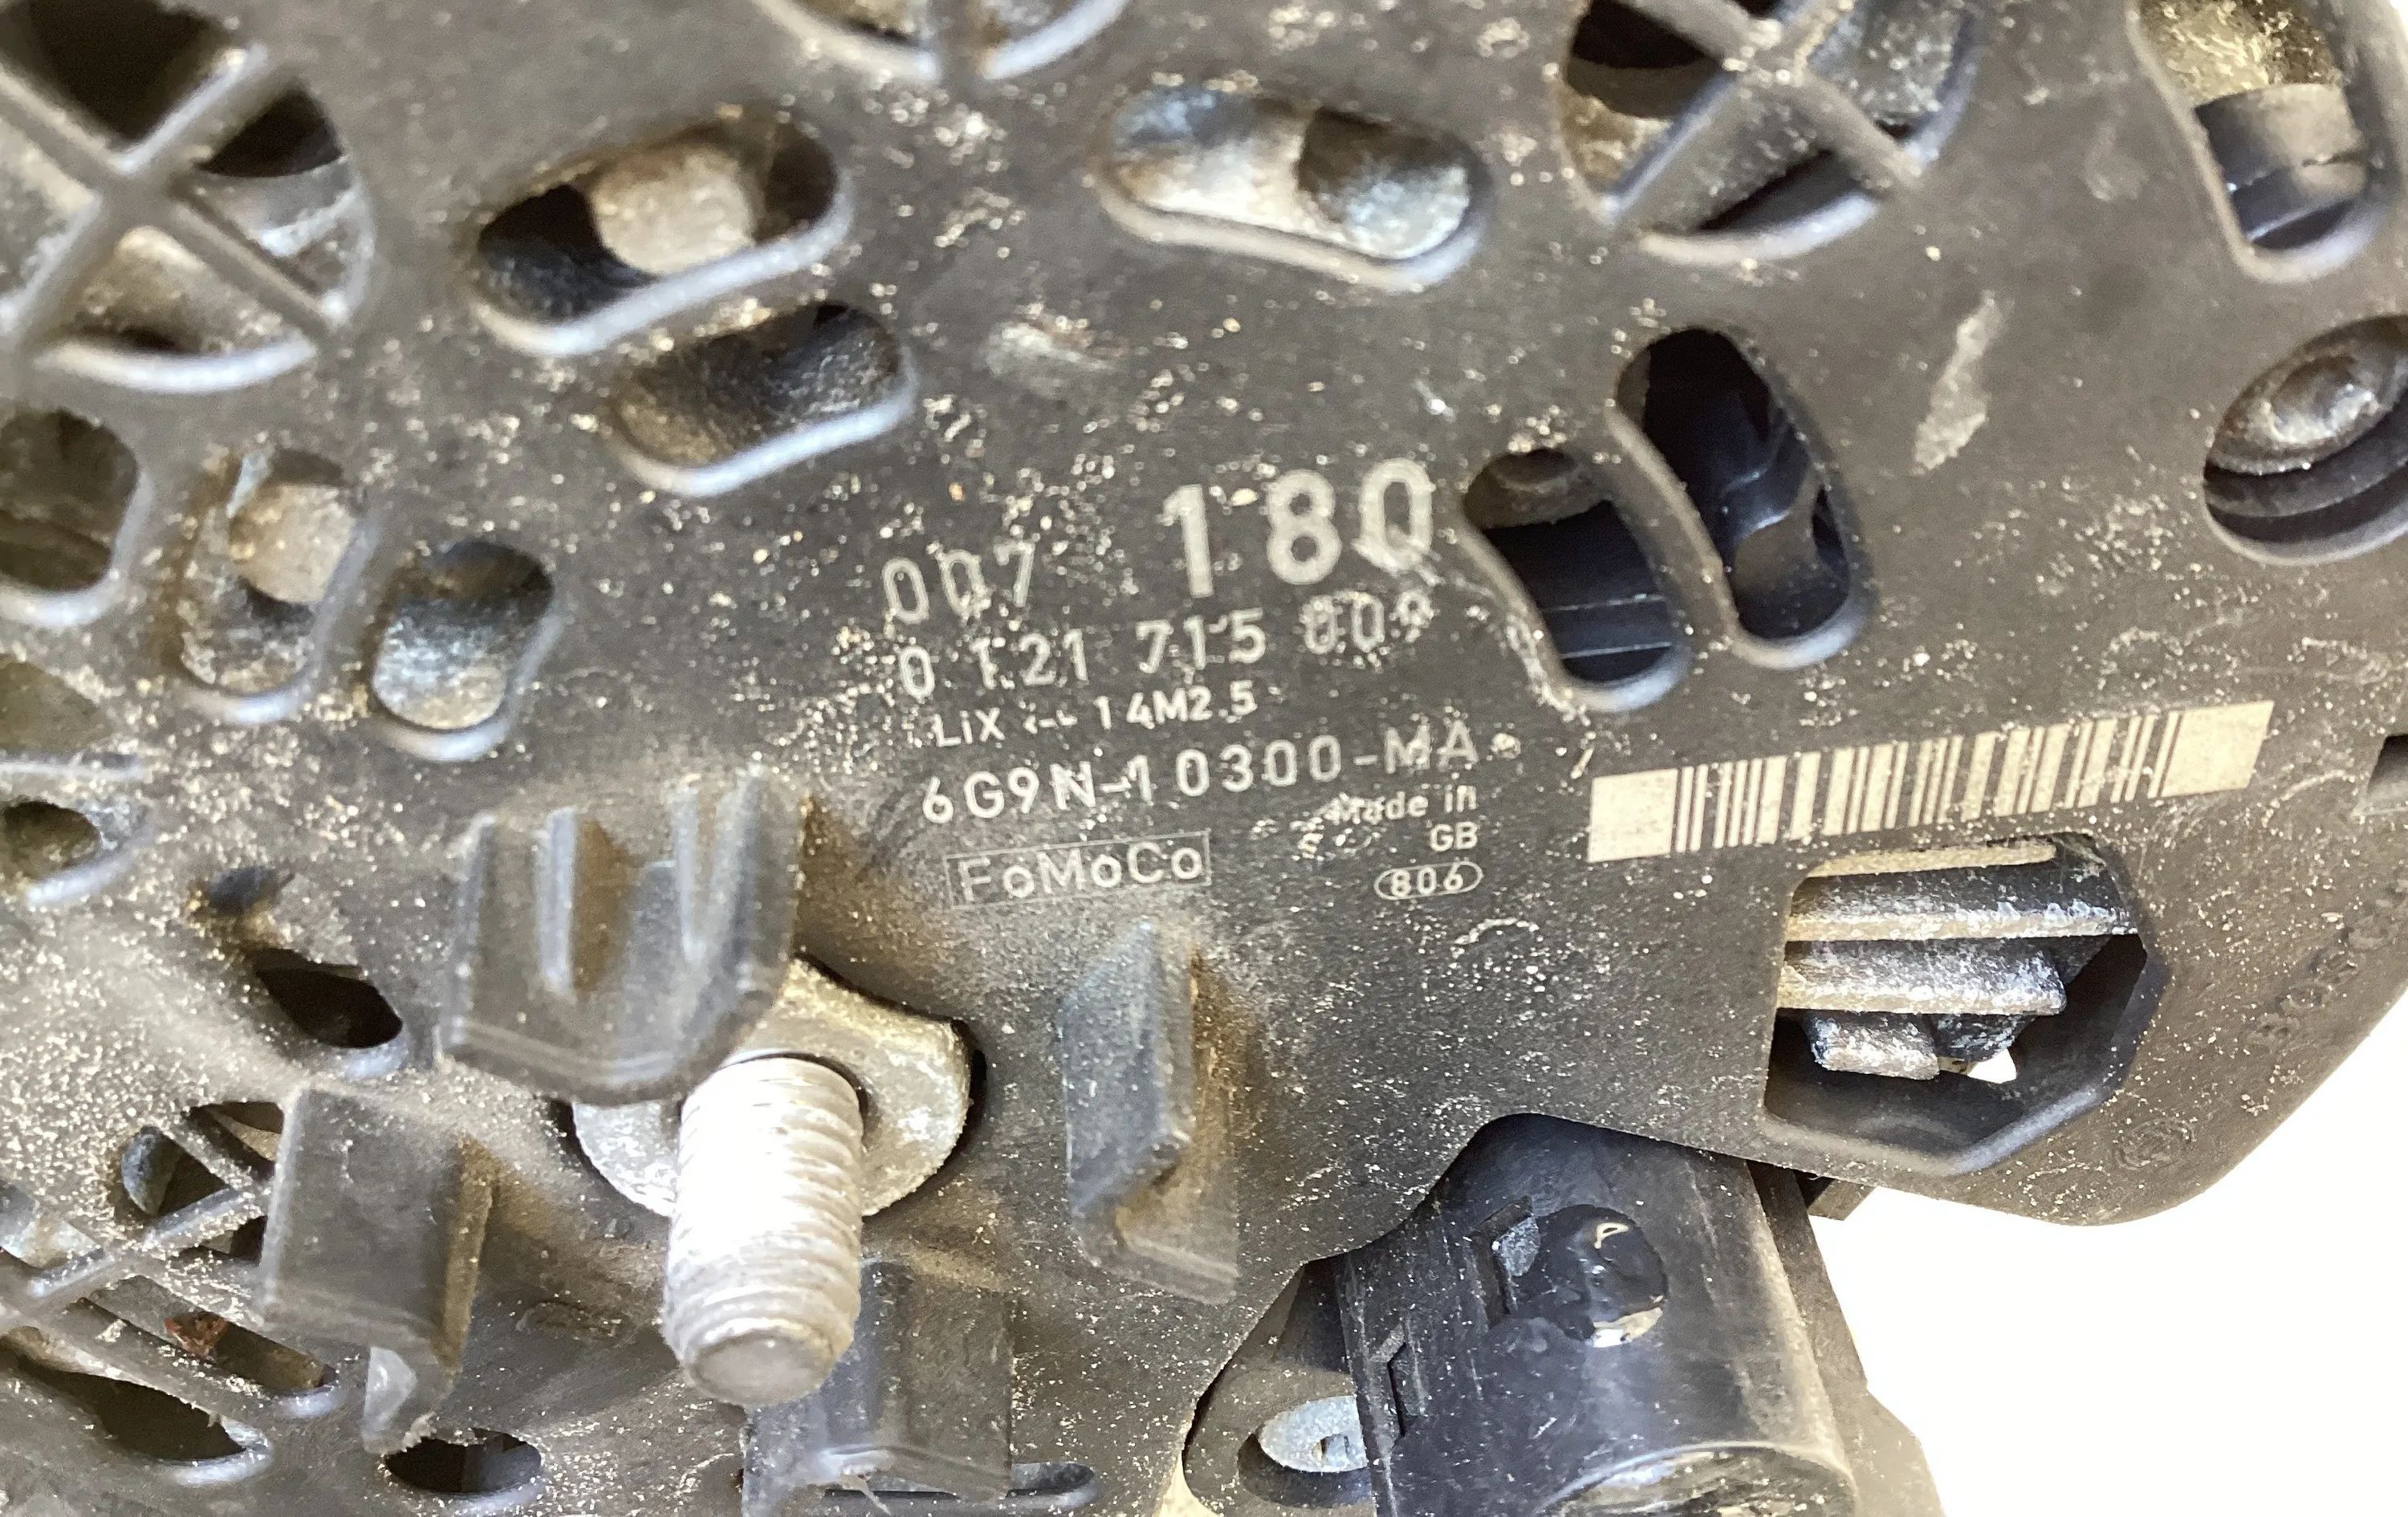 007 180
0 121 715 009
LiX 14M2.5
6G9N-10300-MA
Made in
GB
FoMoCo 806